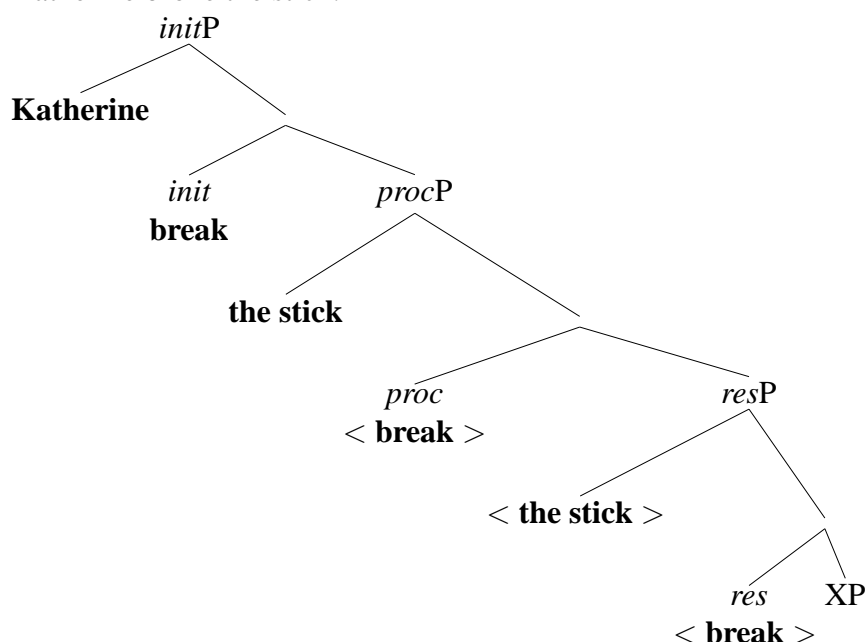 initP
Katherine
init procP
break
the stick
proc resP
< break >
< the stick >
res XP
< break >